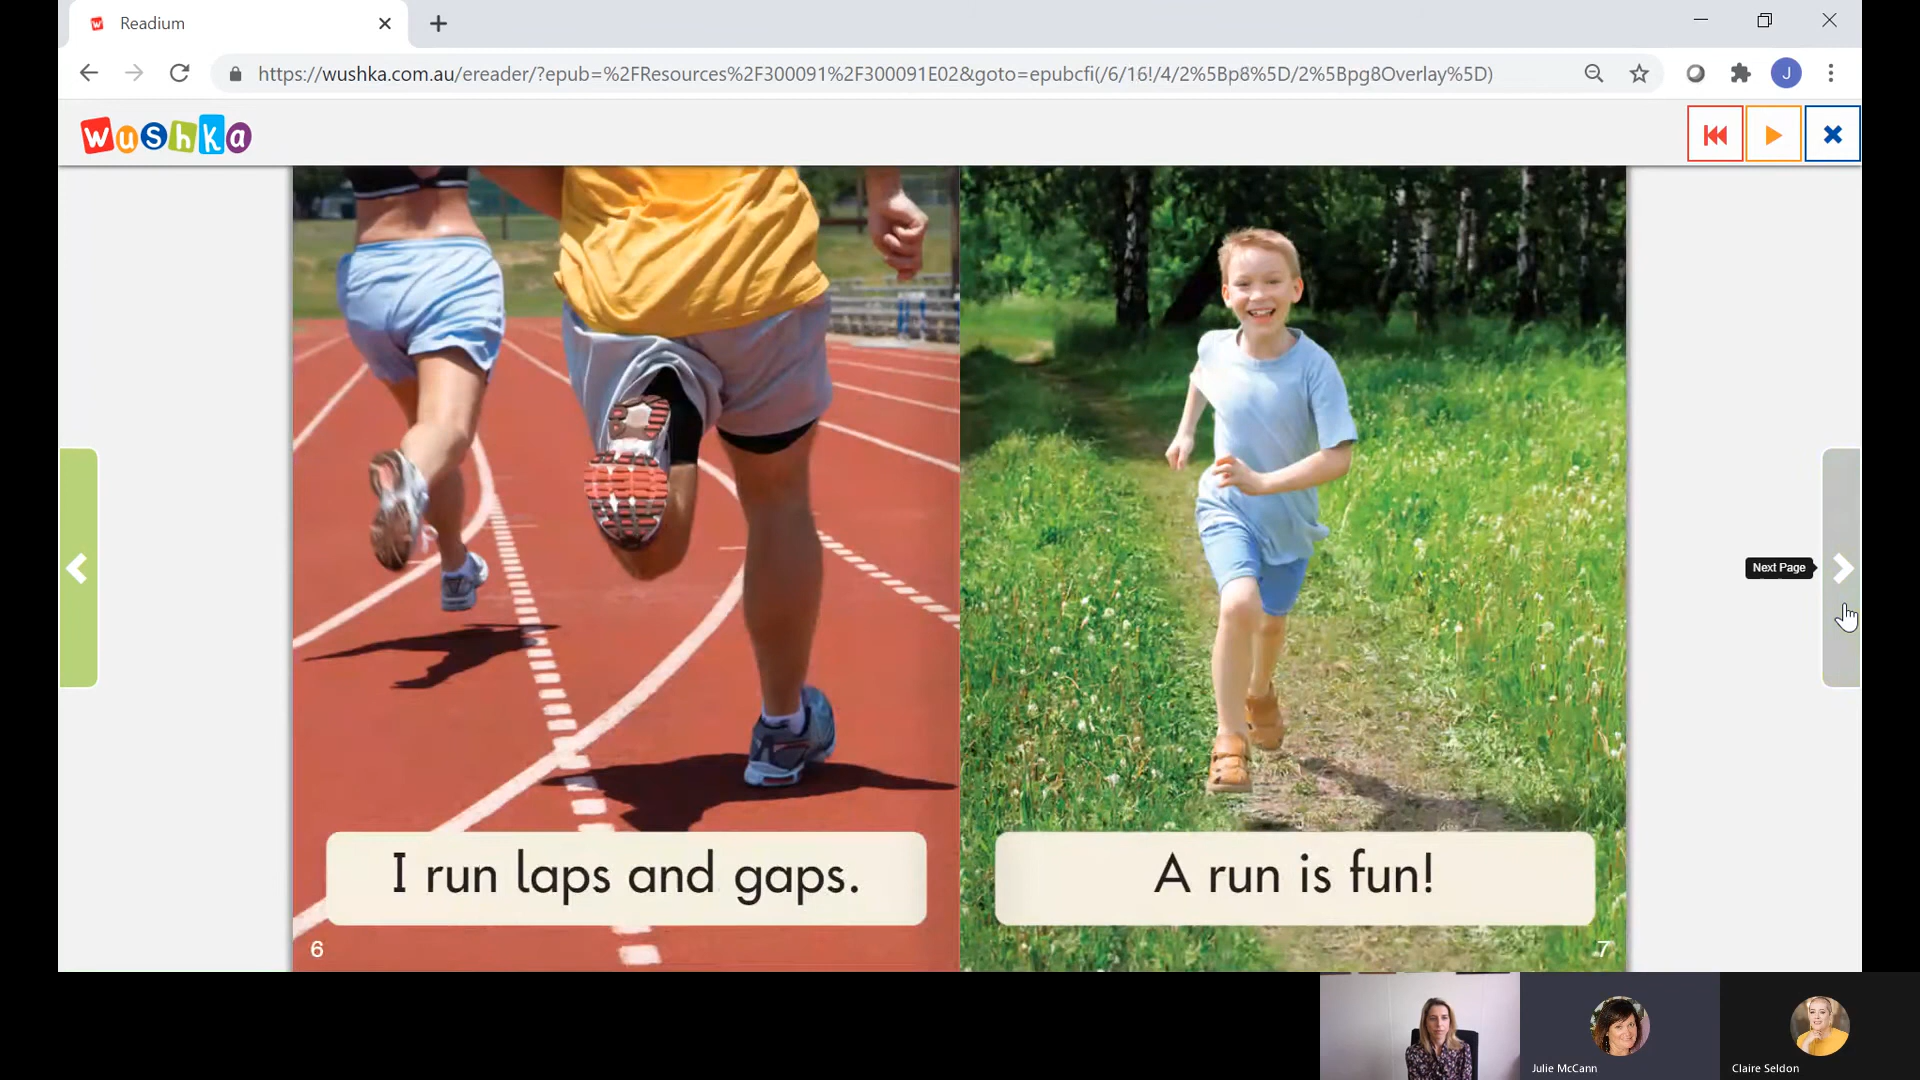 Readium
https://wushka.com.au/ereader/?epub=%2FResources%2F300091%2F300091E02&goto=epubcfi(/6/16!/4/2%5Bp8%5D/2%5Bpg8Overlay%5D)
J
wushka
Next Page
I run laps and gaps.
A run is fun!
6
7
Julie McCann
Claire Seldon